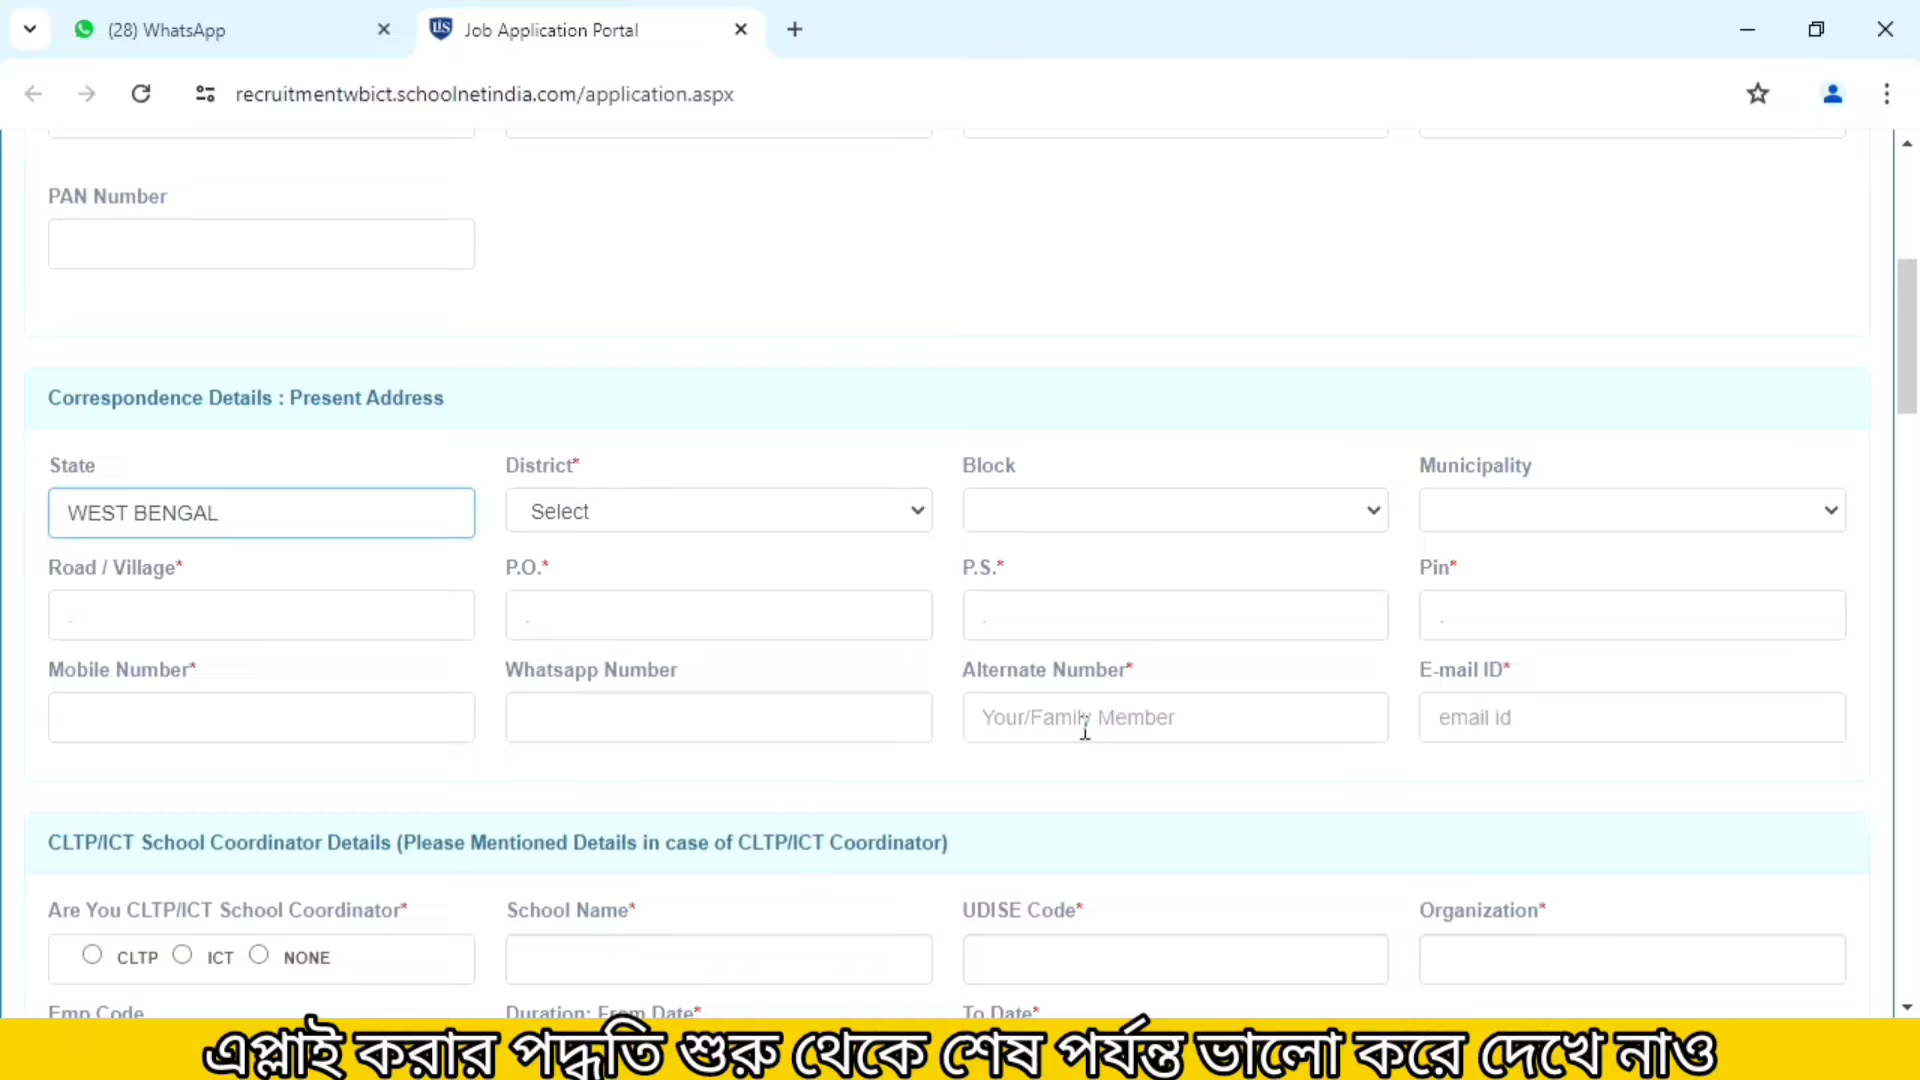 (28) WhatsApp
Job Application Portal
recruitmentwbict.schoolnetindia.com/application.aspx
PAN Number
Correspondence Details : Present Address
State District* Block Municipality
WEST BENGAL Select
Road / Village* P.O.* P.S.* Pin*
Mobile Number* Whatsapp Number Alternate Number* E-mail ID*
Your/Family Member email id
CLTP/ICT School Coordinator Details (Please Mentioned Details in case of CLTP/ICT Coordinator)
Are You CLTP/ICT School Coordinator* School Name* UDISE Code* Organization*
CLTP ICT NONE
Emp Code Duration: From Date* To Date*
এপ্লাই করার পদ্ধতি শুরু থেকে শেষ পর্যন্ত ভালো করে দেখে নাও